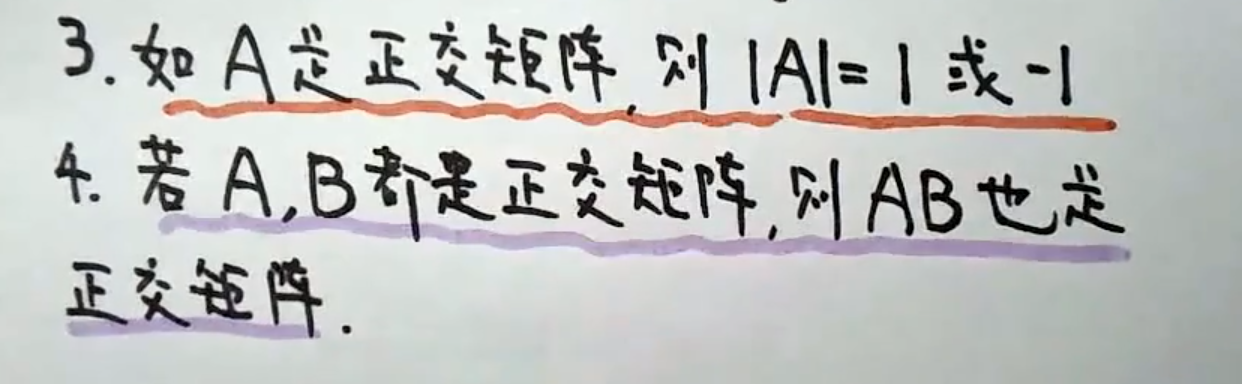 3. 如 A 是正交矩阵, 则 |A|= 1 或 -1
4. 若 A,B都是正交矩阵,则 AB 也是
正交矩阵.